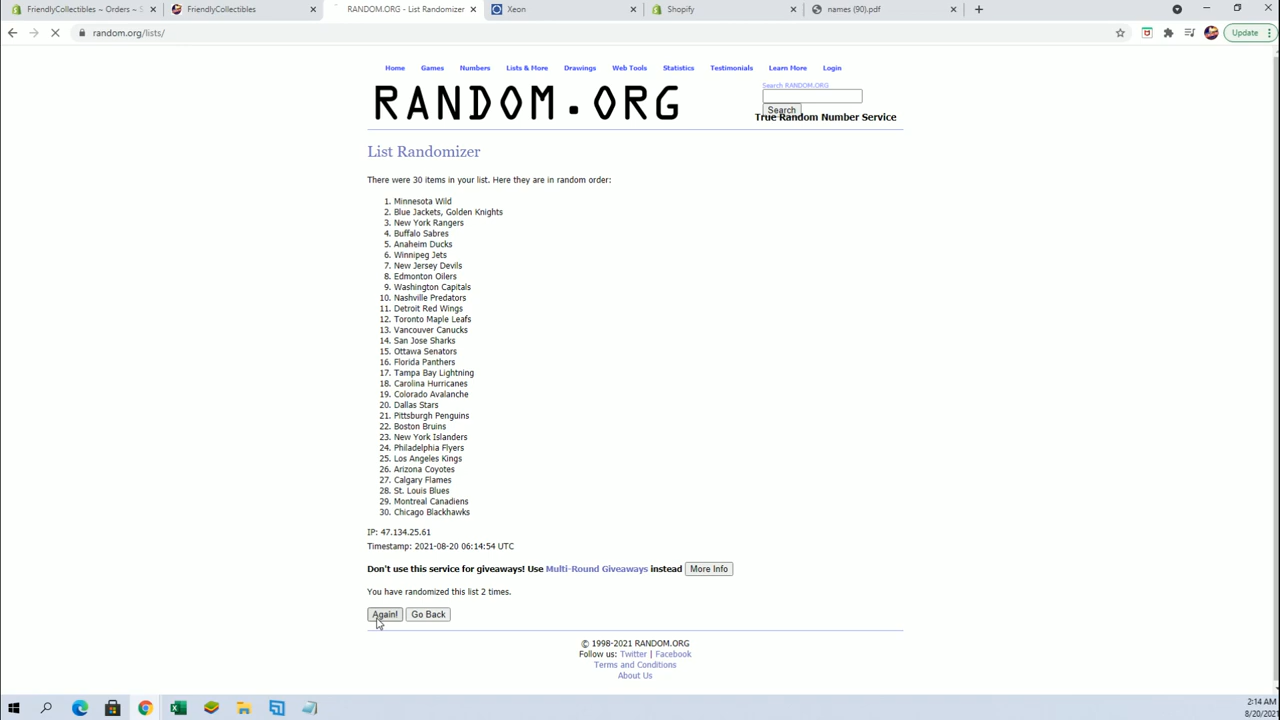 FriendlyCollectibles ~ Orders ~ S
FriendlyCollectibles
RANDOM.ORG - List Randomizer
Xeon
Shopify
names (90).pdf
random.org/lists/
Update
Home Games Numbers Lists & More Drawings Web Tools Statistics Testimonials Learn More Login
Search RANDOM.ORG
RANDOM.ORG
Search
True Random Number Service
List Randomizer
There were 30 items in your list. Here they are in random order:
1. Minnesota Wild
2. Blue Jackets, Golden Knights
3. New York Rangers
4. Buffalo Sabres
5. Anaheim Ducks
6. Winnipeg Jets
7. New Jersey Devils
8. Edmonton Oilers
9. Washington Capitals
10. Nashville Predators
11. Detroit Red Wings
12. Toronto Maple Leafs
13. Vancouver Canucks
14. San Jose Sharks
15. Ottawa Senators
16. Florida Panthers
17. Tampa Bay Lightning
18. Carolina Hurricanes
19. Colorado Avalanche
20. Dallas Stars
21. Pittsburgh Penguins
22. Boston Bruins
23. New York Islanders
24. Philadelphia Flyers
25. Los Angeles Kings
26. Arizona Coyotes
27. Calgary Flames
28. St. Louis Blues
29. Montreal Canadiens
30. Chicago Blackhawks
IP: 47.134.25.61
Timestamp: 2021-08-20 06:14:54 UTC
Don't use this service for giveaways! Use Multi-Round Giveaways instead More Info
You have randomized this list 2 times.
Again! Go Back
© 1998-2021 RANDOM.ORG
Follow us: Twitter | Facebook
Terms and Conditions
About Us
2:14 AM
8/20/2021